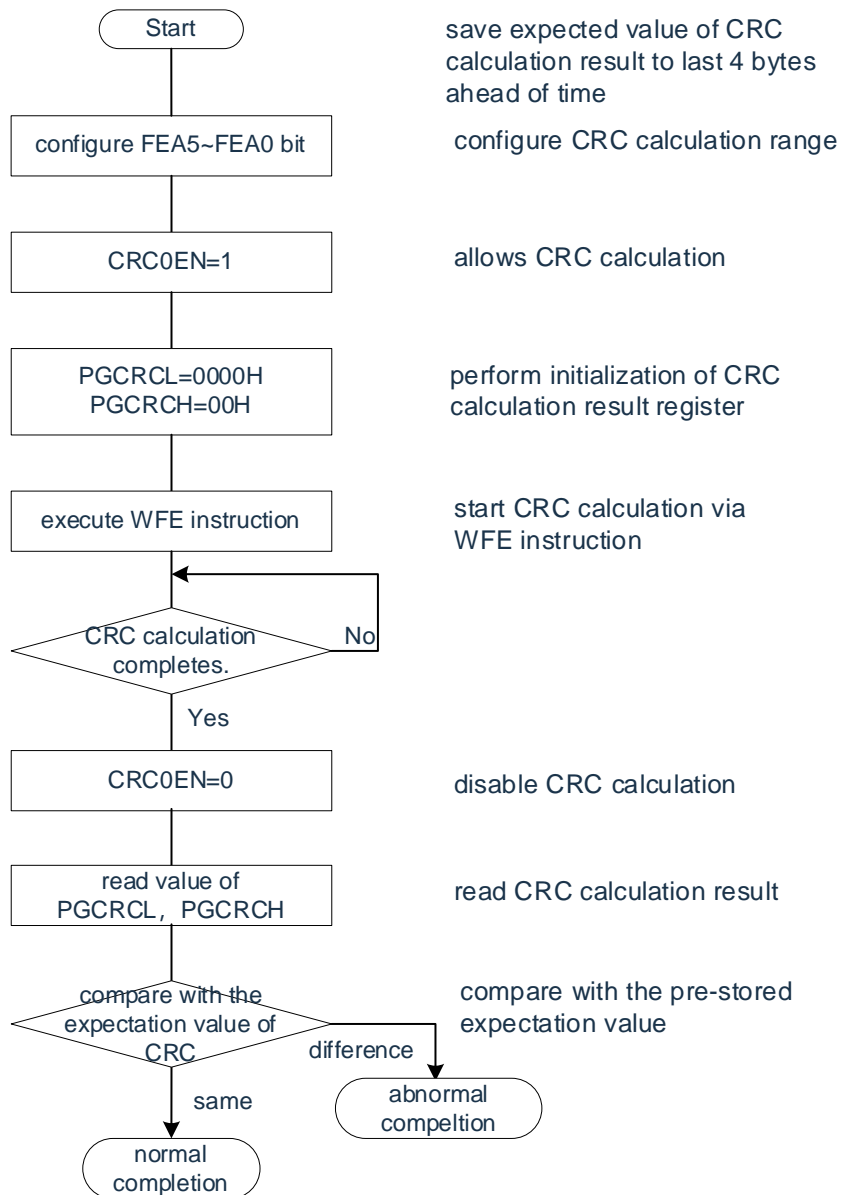 Start
save expected value of CRC
calculation result to last 4 bytes
ahead of time
configure FEA5~FEA0 bit
configure CRC calculation range
CRC0EN=1
allows CRC calculation
PGCRCL=0000H
PGCRCH=00H
perform initialization of CRC
calculation result register
execute WFE instruction
start CRC calculation via
WFE instruction
CRC calculation
completes.
No
Yes
CRC0EN=0
disable CRC calculation
read value of
PGCRCL, PGCRCH
read CRC calculation result
compare with the
expectation value of
CRC
compare with the pre-stored
expectation value
difference
same
abnormal
compeltion
normal
completion